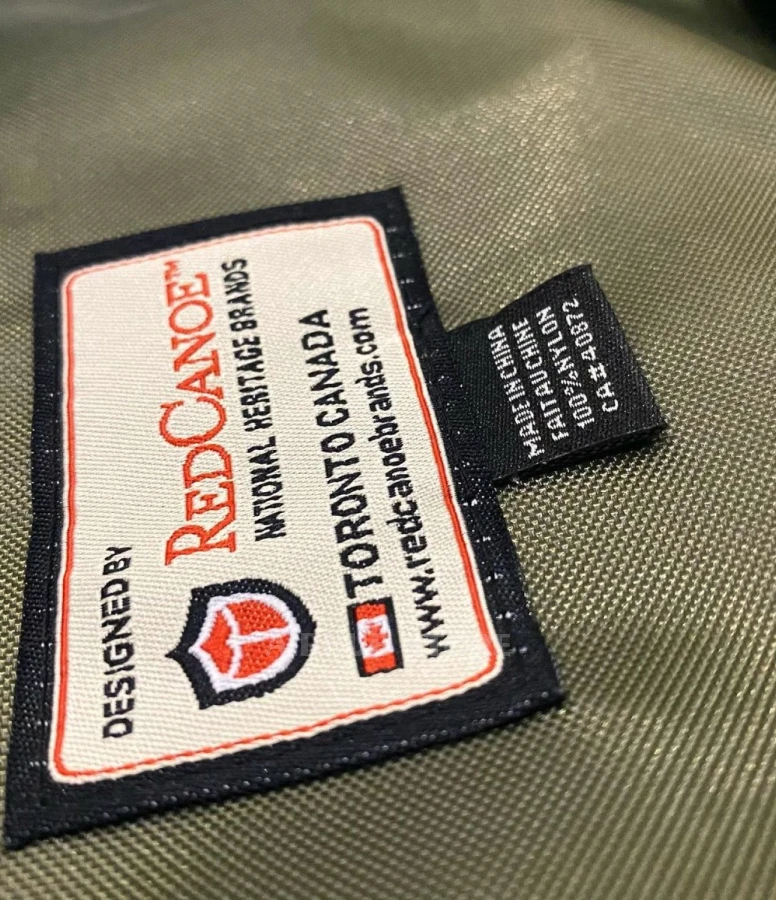 DESIGNED BY
REDCANOE™
NATIONAL HERITAGE BRANDS
TORONTO CANADA
www.redcanoebrands.com
MADE IN CHINA
FAIT AU CHINE
100% NYLON
CA#40872